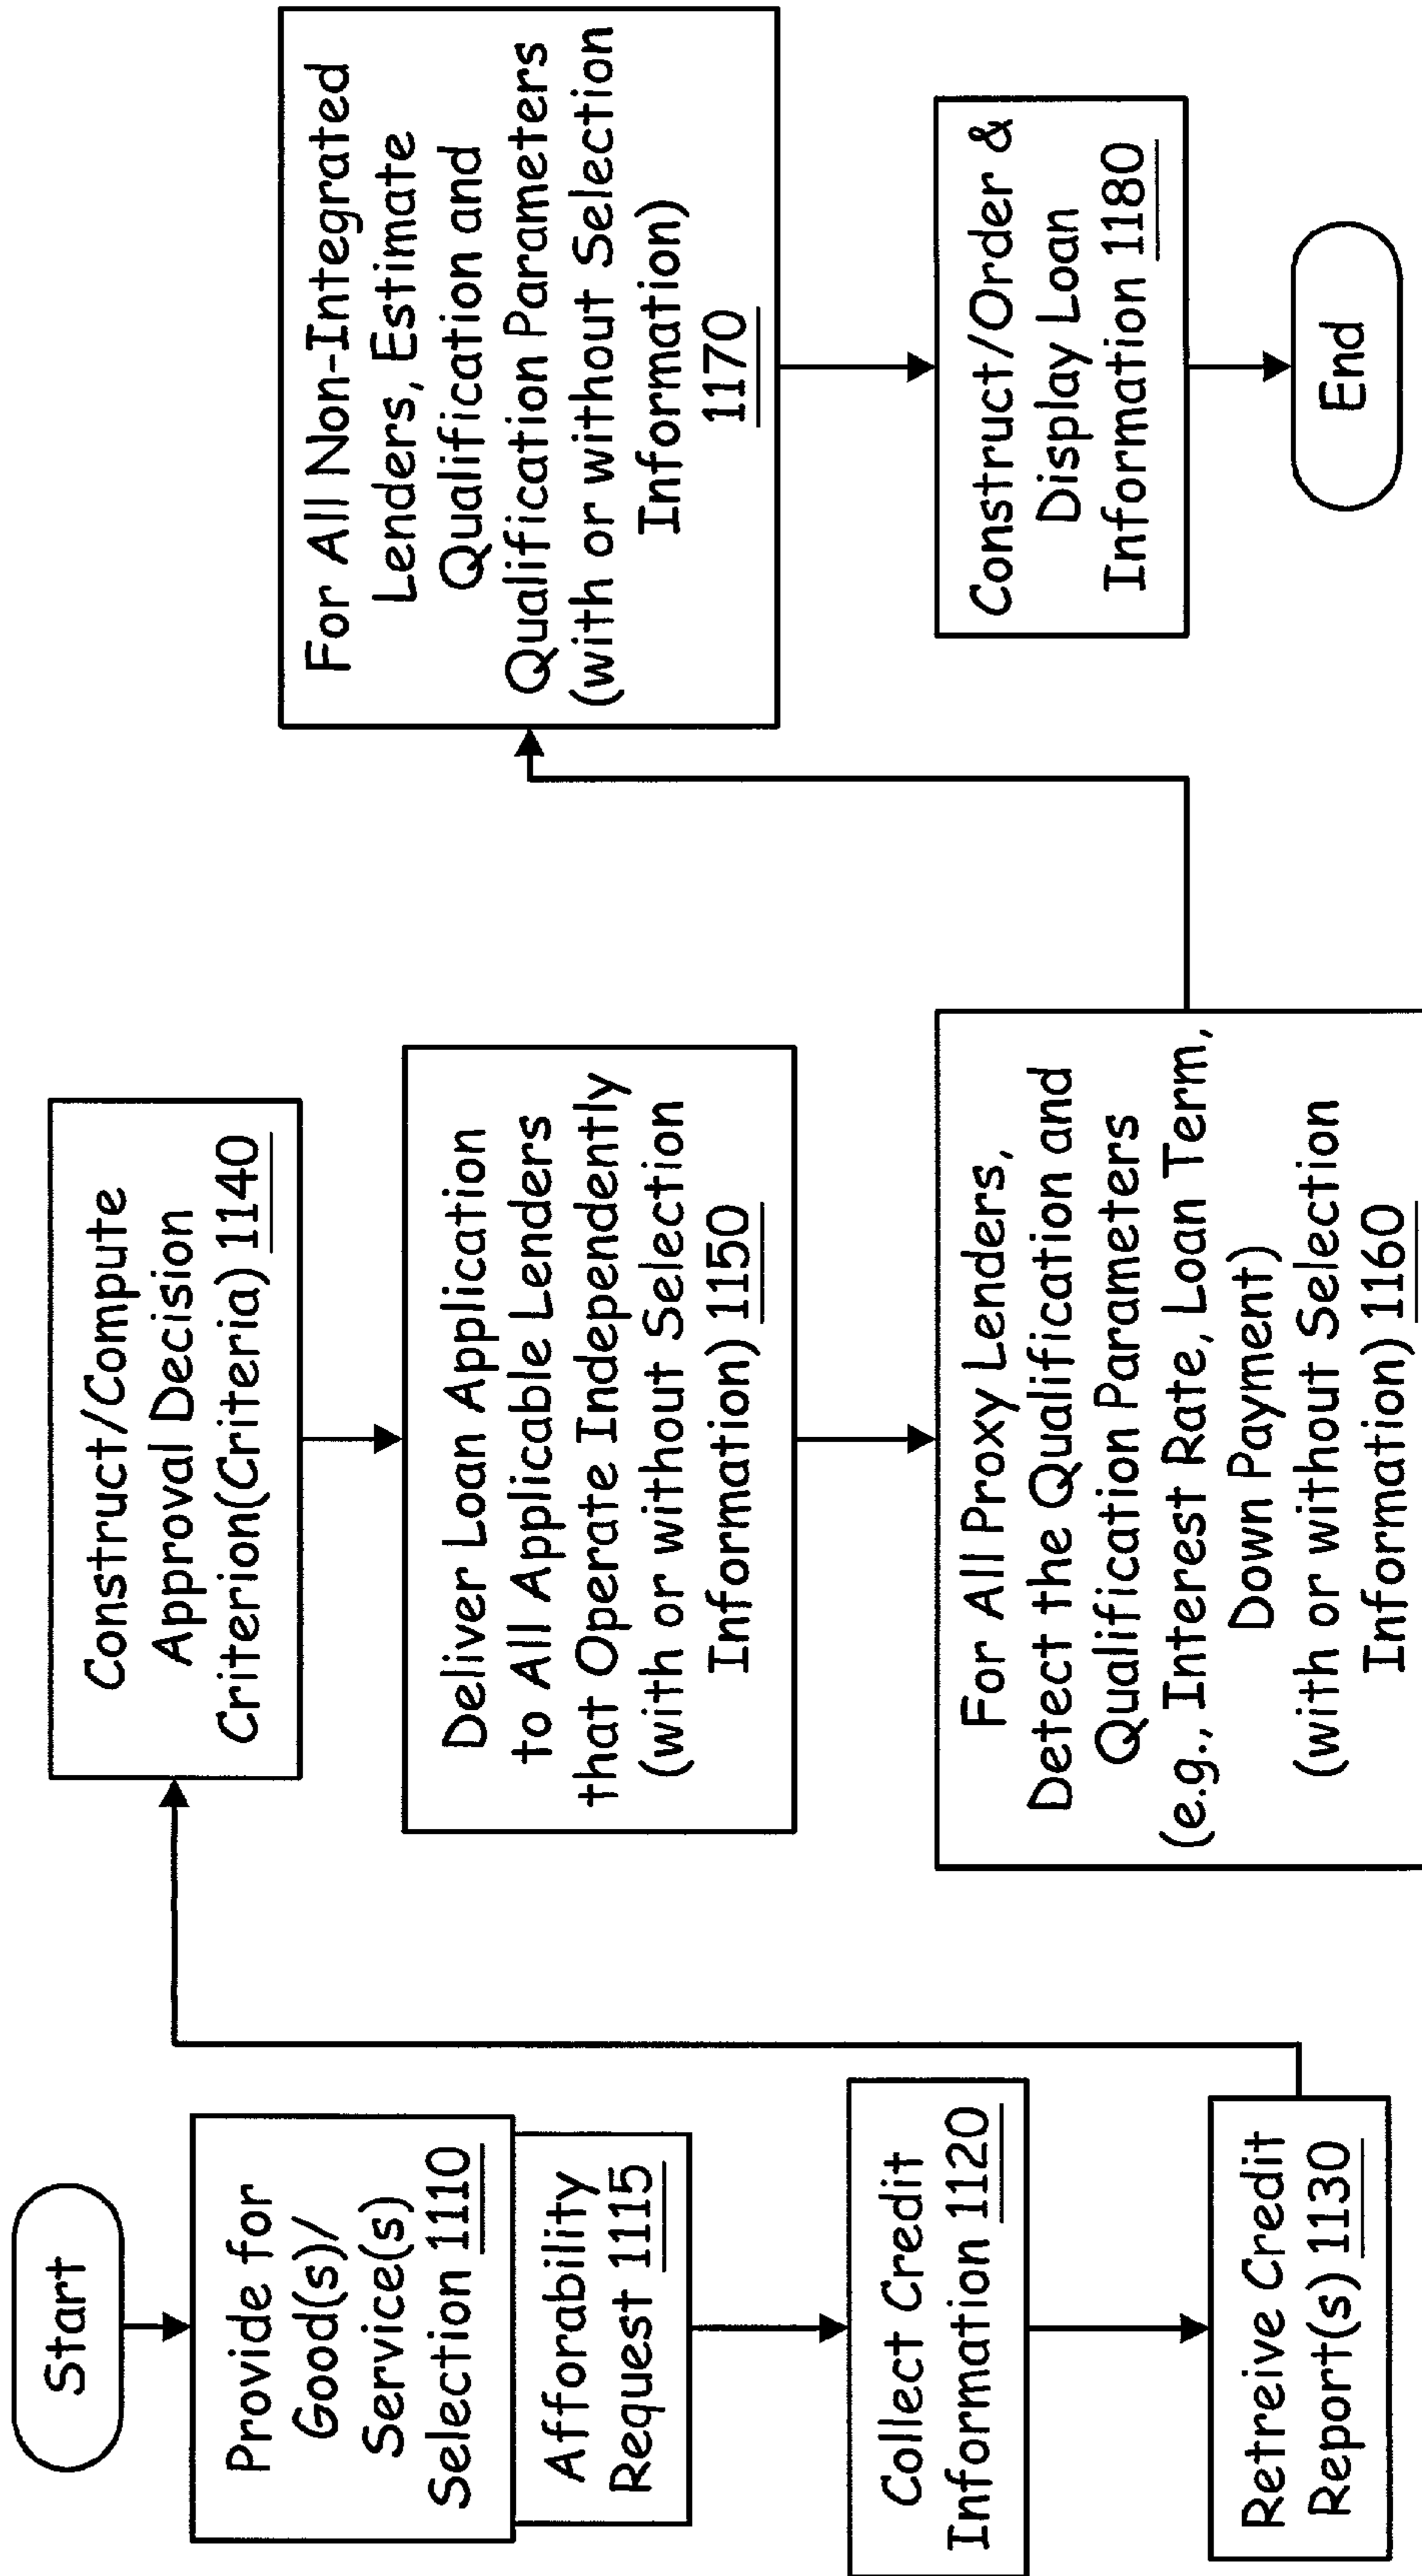 Start
Provide for
Good(s)/
Service(s)
Selection 1110
Afforability
Request 1115
Collect Credit
Information 1120
Retreive Credit
Report(s) 1130
Construct/Compute
Approval Decision
Criterion(Criteria) 1140
Deliver Loan Application
to All Applicable Lenders
that Operate Independently
(with or without Selection
Information) 1150
For All Proxy Lenders,
Detect the Qualification and
Qualification Parameters
(e.g., Interest Rate, Loan Term,
Down Payment)
(with or without Selection
Information) 1160
For All Non-Integrated
Lenders, Estimate
Qualification and
Qualification Parameters
(with or without Selection
Information)
1170
Construct/Order &
Display Loan
Information 1180
End